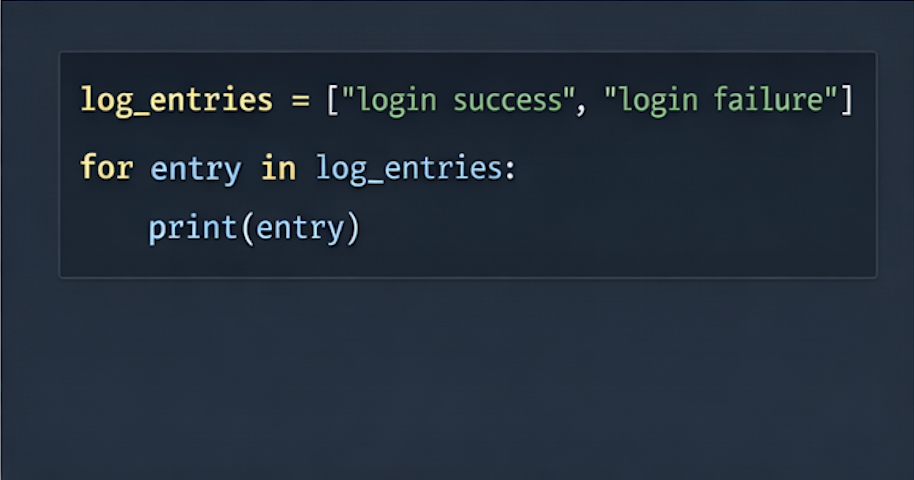 log_entries = ["login success", "login failure"]
for entry in log_entries:
    print(entry)